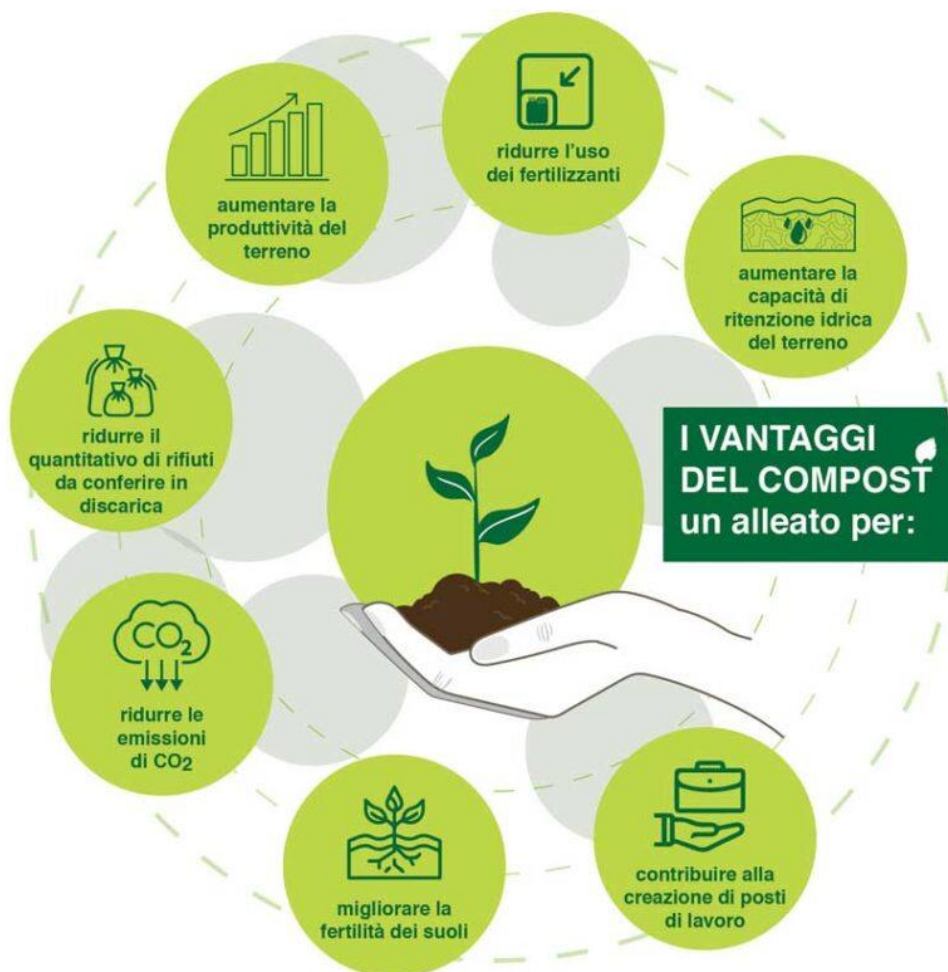 ridurre l'uso
dei fertilizzanti
aumentare la
produttività del
terreno
aumentare la
capacità di
ritenzione idrica
del terreno
ridurre il
quantitativo di rifiuti
da conferire in
discarica
I VANTAGGI
DEL COMPOST
un alleato per:
CO₂
ridurre le
emissioni
di CO₂
migliorare la
fertilità dei suoli
contribuire alla
creazione di posti
di lavoro